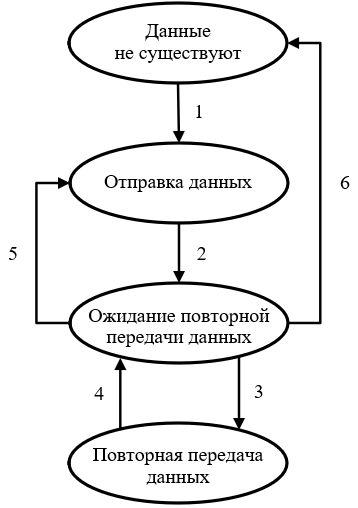 Данные
не существуют
1
Отправка данных
6
5
2
Ожидание повторной
передачи данных
4
3
Повторная передача
данных